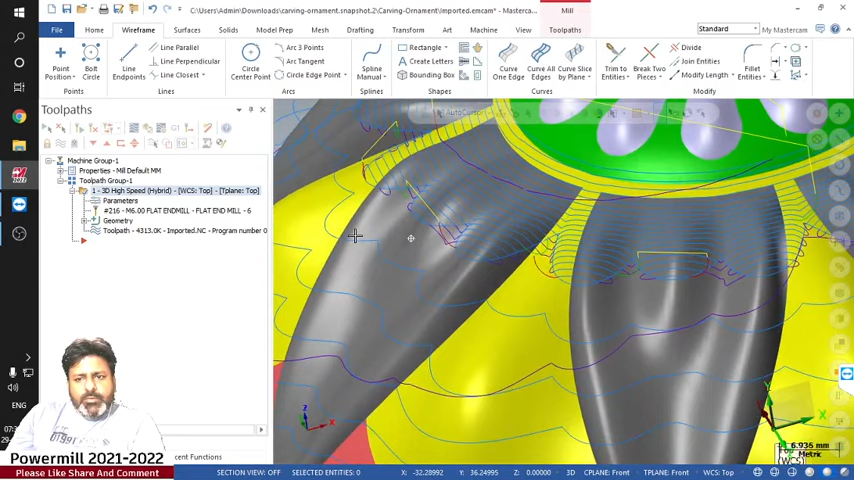 C:\Users\Admin\Downloads\carving-ornament.snapshot.2\Carving-Ornament\Imported.emcam* - Mastercam...
Mill
File Home Wireframe Surfaces Solids Model Prep Mesh Drafting Transform Art Machine View Toolpaths
Standard My Mastercam
Point Position Bolt Circle Line Endpoints Line Parallel Line Perpendicular Line Closest
Circle Center Point Arc 3 Points Arc Tangent Circle Edge Point
Spline Manual Rectangle Create Letters Bounding Box
Curve One Edge Curve All Edges Curve Slice by Plane
Trim to Entities Break Two Pieces Divide Join Entities Modify Length Fillet Entities
Points Lines Arcs Splines Shapes Curves Modify
Toolpaths
AutoCursor
Machine Group-1
Properties - Mill Default MM
Toolpath Group-1
1 - 3D High Speed (Hybrid) - [WCS: Top] - [Tplane: Top]
Parameters
#216 - M6.00 FLAT ENDMILL - FLAT END MILL - 6
Geometry
Toolpath - 4313.0K - Imported.NC - Program number 0
ENG
cent Functions
Powermill 2021-2022
Please Like Share And Comment
Z
X
Y
X
6.936 mm
Metric
(WCS)
SECTION VIEW: OFF SELECTED ENTITIES: 0 X: -32.28992 Y: 36.24995 Z: 0.00000 3D CPLANE: Front TPLANE: Front WCS: Top